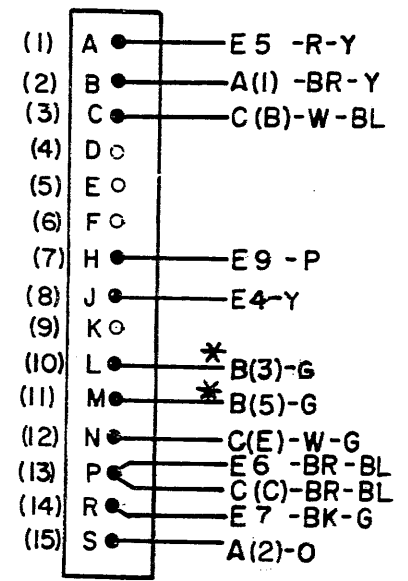 (1) A E5-R-Y
(2) B A(1)-BR-Y
(3) C C(B)-W-BL
(4) D
(5) E
(6) F
(7) H E9-P
(8) J E4-Y
(9) K
(10) L * B(3)-G
(11) M * B(5)-G
(12) N C(E)-W-G
(13) P E6-BR-BL
C(C)-BR-BL
(14) R E7-BK-G
(15) S A(2)-O